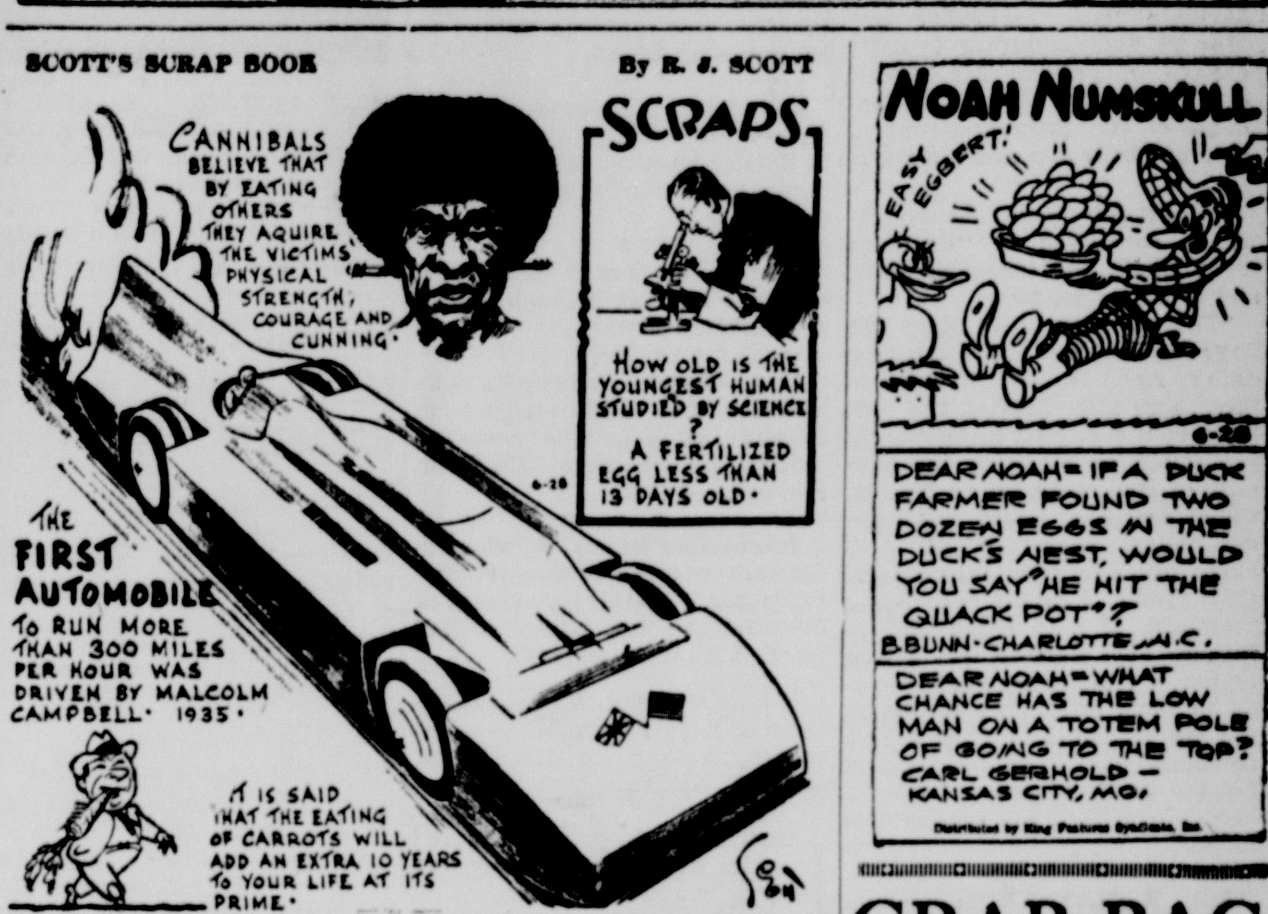 SCOTT'S SCRAP BOOK
By R. J. SCOTT
CANNIBALS
BELIEVE THAT
BY EATING
OTHERS
THEY AQUIRE
THE VICTIMS'
PHYSICAL
STRENGTH,
COURAGE AND
CUNNING.
SCRAPS
HOW OLD IS THE
YOUNGEST HUMAN
STUDIED BY SCIENCE
?
A FERTILIZED
EGG LESS THAN
13 DAYS OLD.
6-28
THE
FIRST
AUTOMOBILE
TO RUN MORE
THAN 300 MILES
PER HOUR WAS
DRIVEN BY MALCOLM
CAMPBELL. 1935.
IT IS SAID
THAT THE EATING
OF CARROTS WILL
ADD AN EXTRA 10 YEARS
TO YOUR LIFE AT ITS
PRIME.
SCOTT
NOAH NUMSKULL
EASY
EGBERT!
6-28
DEAR NOAH = IF A DUCK
FARMER FOUND TWO
DOZEN EGGS IN THE
DUCK'S NEST, WOULD
YOU SAY "HE HIT THE
QUACK POT"?
B. BUNN - CHARLOTTE, N.C.
DEAR NOAH = WHAT
CHANCE HAS THE LOW
MAN ON A TOTEM POLE
OF GOING TO THE TOP?
CARL GERHOLD -
KANSAS CITY, MO.
Distributed by King Features Syndicate, Inc.
GRAB BAG